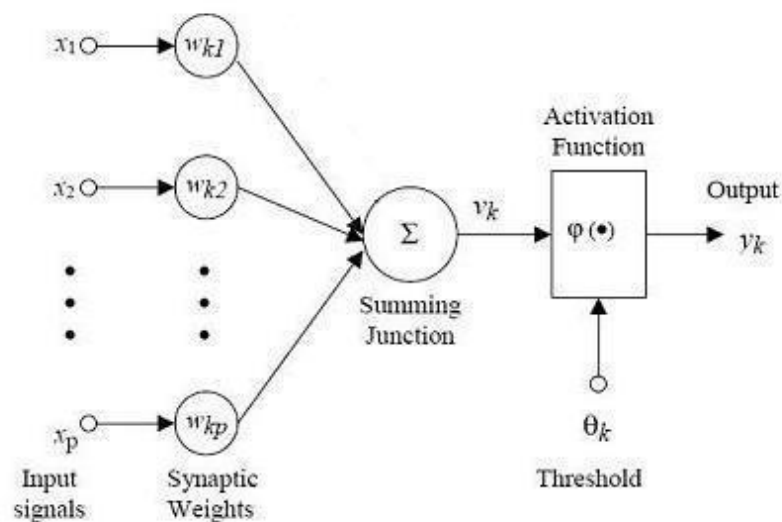 x1
wk1
x2
wk2
xp
wkp
Input
signals
Synaptic
Weights
Σ
Summing
Junction
vk
Activation
Function
φ(•)
θk
Threshold
Output
yk